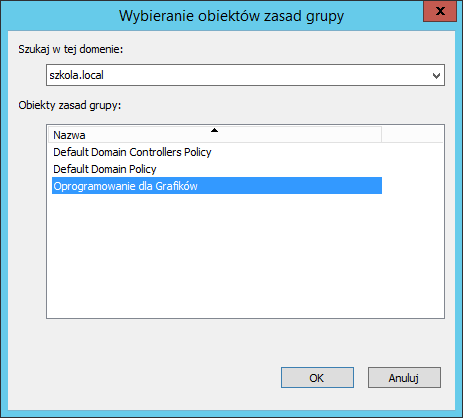 Wybieranie obiektów zasad grupy
x
Szukaj w tej domenie:
szkola.local
Obiekty zasad grupy:
Nazwa
Default Domain Controllers Policy
Default Domain Policy
Oprogramowanie dla Grafików
OK Anuluj